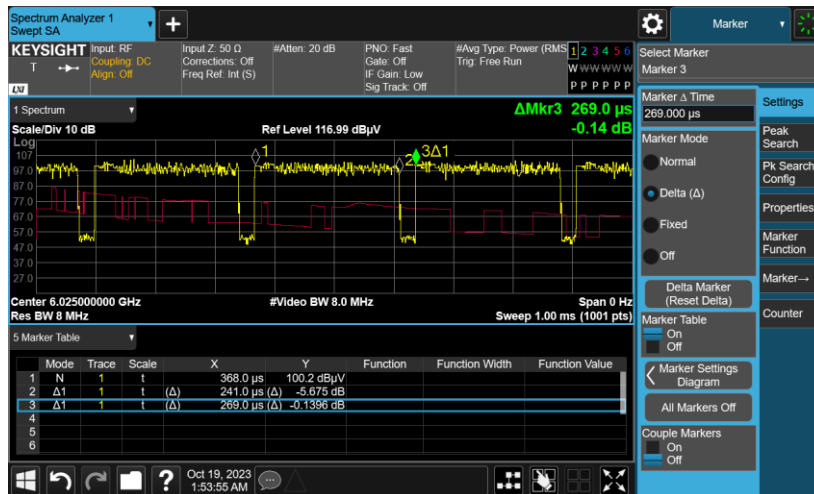 Spectrum Analyzer 1
Swept SA
+
Marker
KEYSIGHT
Input: RF
Coupling: DC
Align: Off
Input Z: 50 Ω
Corrections: Off
Freq Ref: Int (S)
#Atten: 20 dB
PNO: Fast
Gate: Off
IF Gain: Low
Sig Track: Off
#Avg Type: Power (RMS
Trig: Free Run
1 2 3 4 5 6
W W W W W W
P P P P P P
T
LXI
Select Marker
Marker 3
1 Spectrum
Scale/Div 10 dB
Ref Level 116.99 dBµV
ΔMkr3 269.0 µs
-0.14 dB
Log
107
97.0
87.0
77.0
67.0
57.0
47.0
37.0
27.0
1
2
3Δ1
Center 6.025000000 GHz
#Video BW 8.0 MHz
Span 0 Hz
Res BW 8 MHz
Sweep 1.00 ms (1001 pts)
5 Marker Table
Mode Trace Scale X Y Function Function Width Function Value
1 N 1 t 368.0 µs 100.2 dBµV
2 Δ1 1 t (Δ) 241.0 µs (Δ) -5.675 dB
3 Δ1 1 t (Δ) 269.0 µs (Δ) -0.1396 dB
4
5
6
Marker Δ Time
269.000 µs
Marker Mode
Normal
Delta (Δ)
Fixed
Off
Delta Marker
(Reset Delta)
Marker Table
On
Off
Marker Settings
Diagram
All Markers Off
Couple Markers
On
Off
Settings
Peak
Search
Pk Search
Config
Properties
Marker
Function
Marker→
Counter
?
Oct 19, 2023
1:53:55 AM